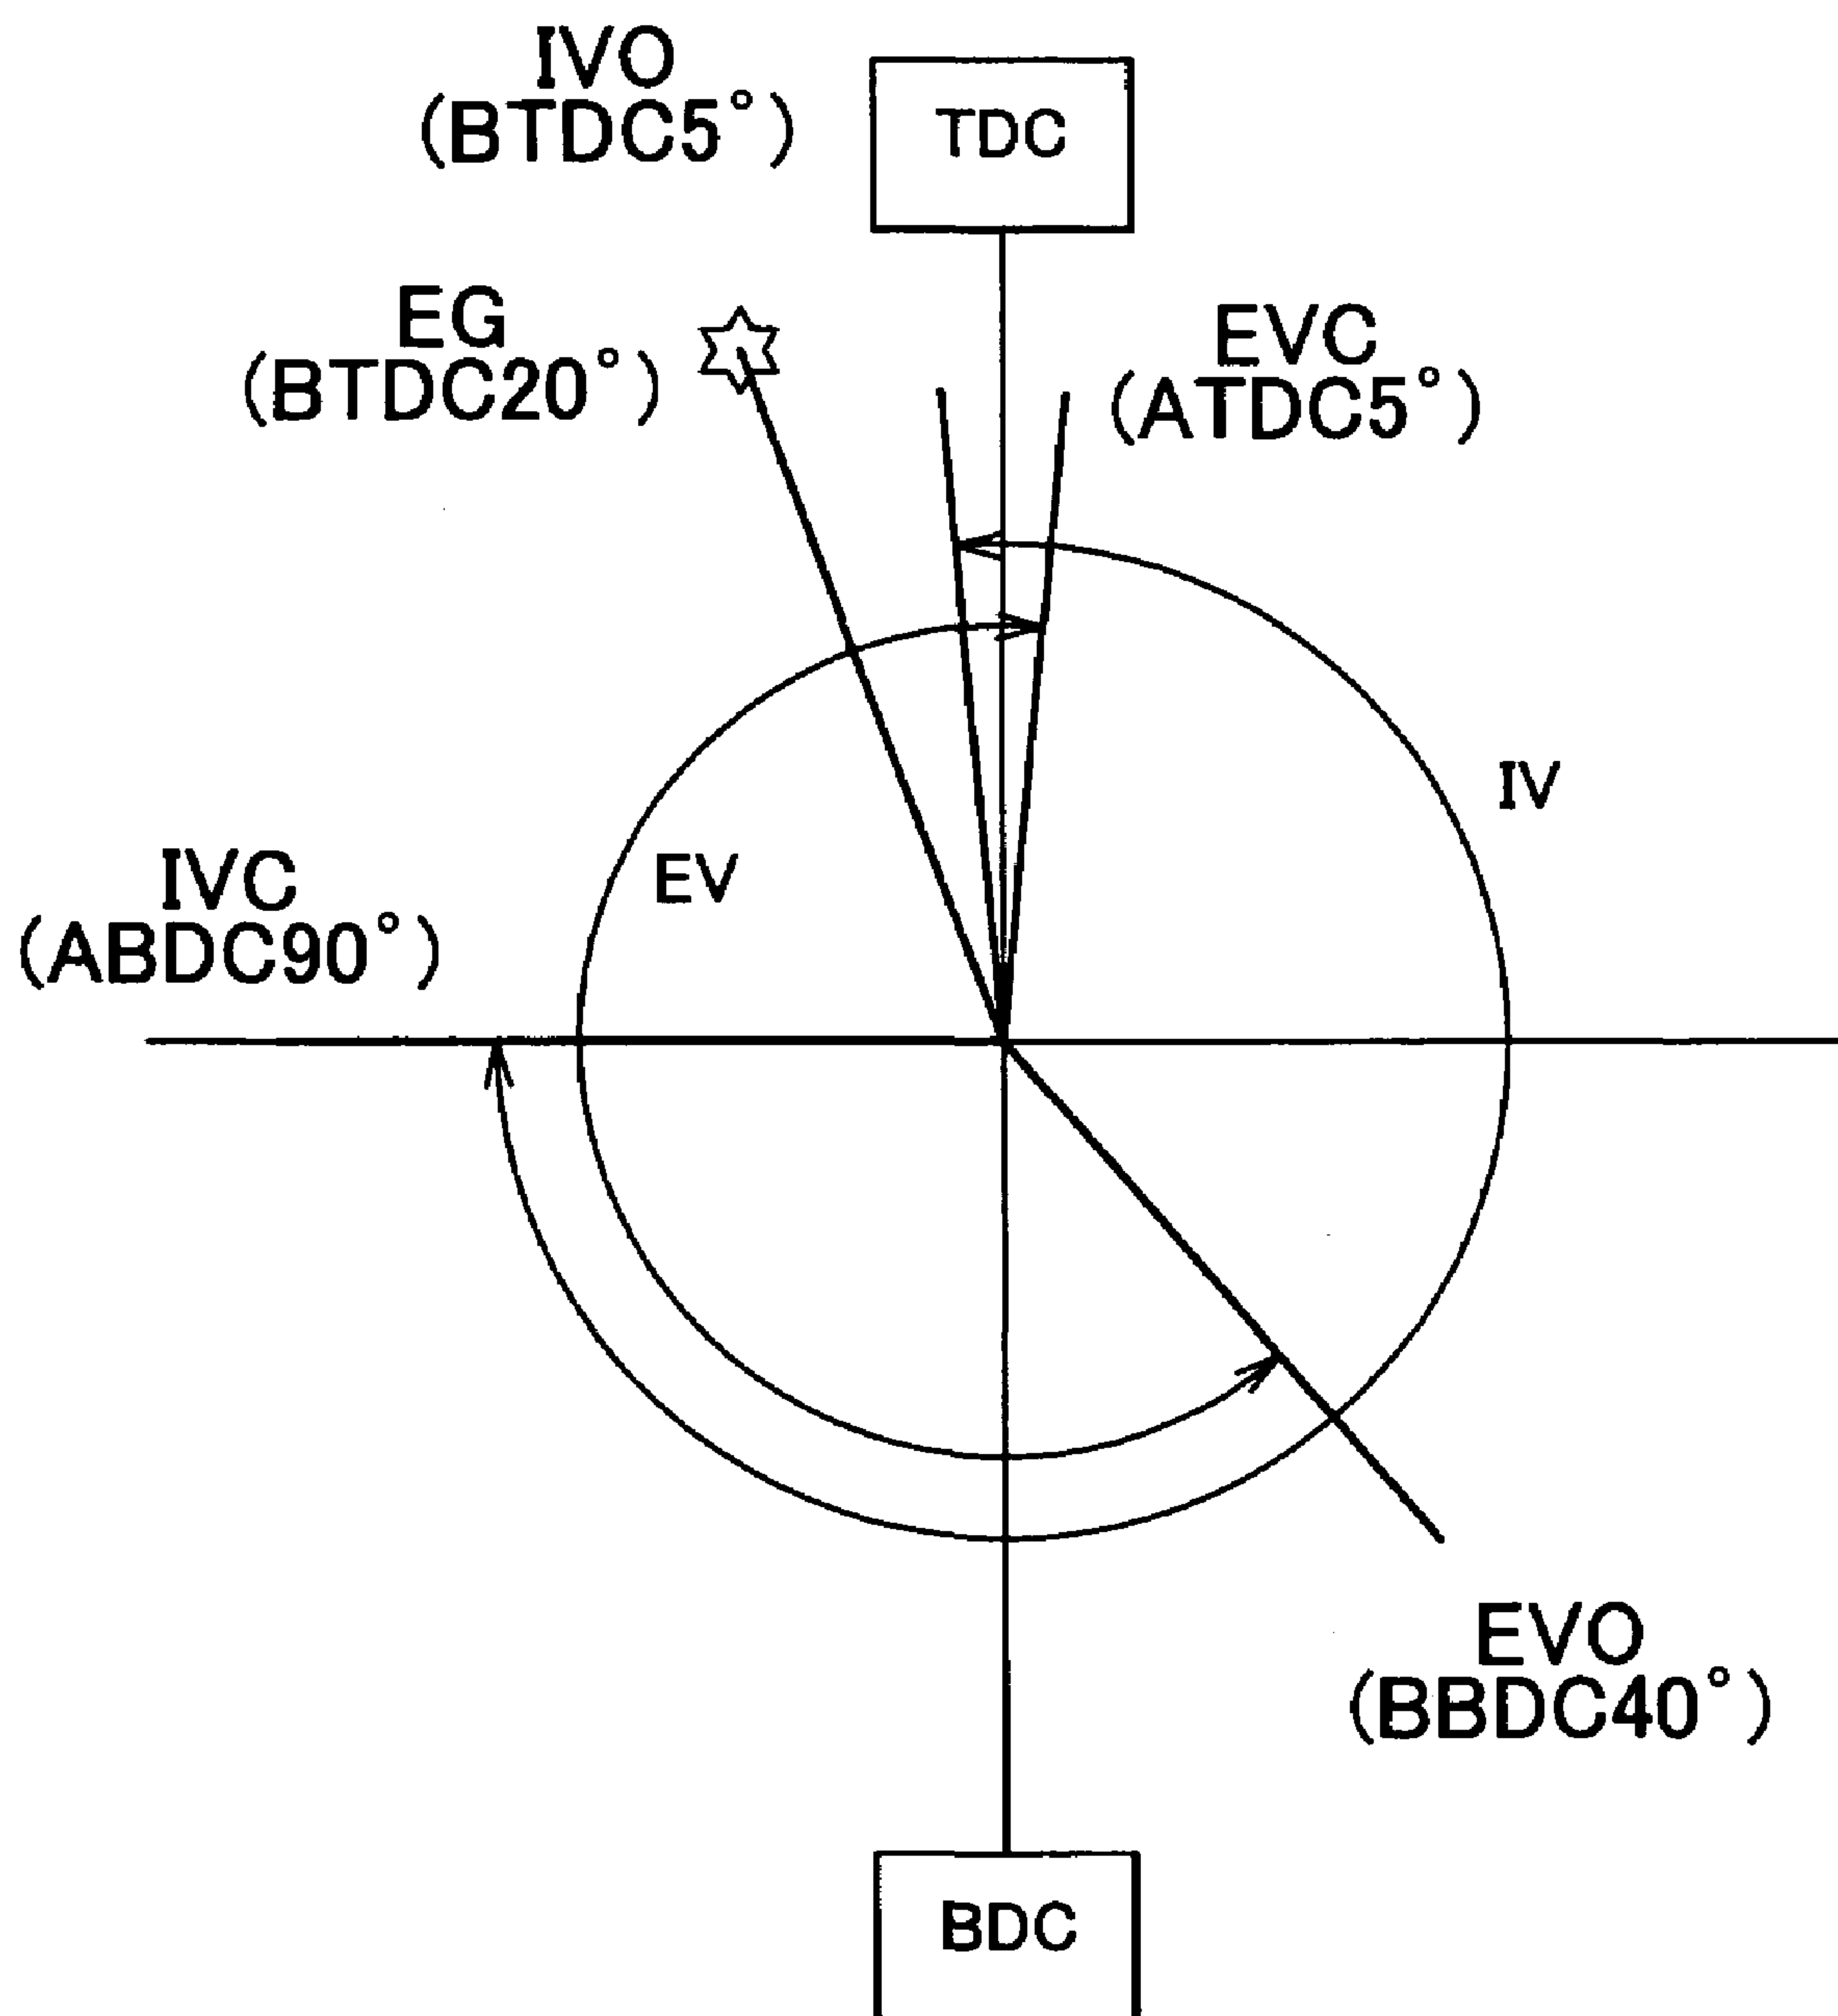 IVO
(BTDC5°)
TDC
EG
(BTDC20°)
EVC
(ATDC5°)
IV
EV
IVC
(ABDC90°)
EVO
(BBDC40°)
BDC